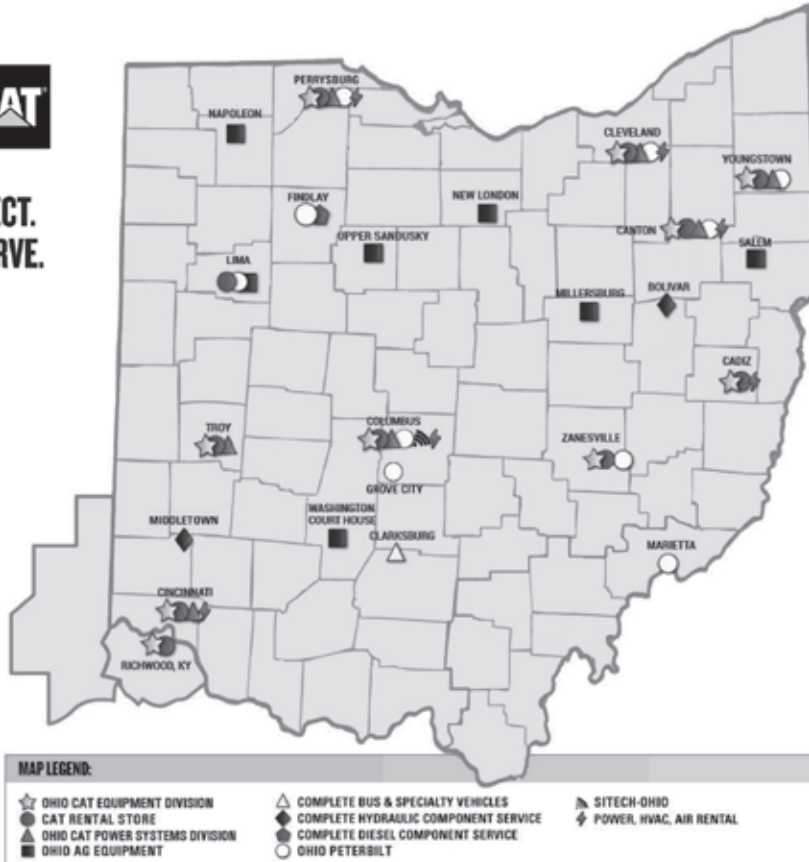 AT
PERRYSBURG
NAPOLEON
CLEVELAND
YOUNGSTOWN
FINDLAY
NEW LONDON
CANTON
UPPER SANDUSKY
SALEM
LIMA
MILLERSBURG
BOLIVAR
CADIZ
TROY
COLUMBUS
ZANESVILLE
GROVE CITY
WASHINGTON
COURT HOUSE
MIDDLETOWN
CLARKSBURG
MARIETTA
CINCINNATI
RICHWOOD, KY
CT.
RVE.
MAP LEGEND:
OHIO CAT EQUIPMENT DIVISION
CAT RENTAL STORE
OHIO CAT POWER SYSTEMS DIVISION
OHIO AG EQUIPMENT
COMPLETE BUS & SPECIALTY VEHICLES
COMPLETE HYDRAULIC COMPONENT SERVICE
COMPLETE DIESEL COMPONENT SERVICE
OHIO PETERBILT
SITECH-OHIO
POWER, HVAC, AIR RENTAL